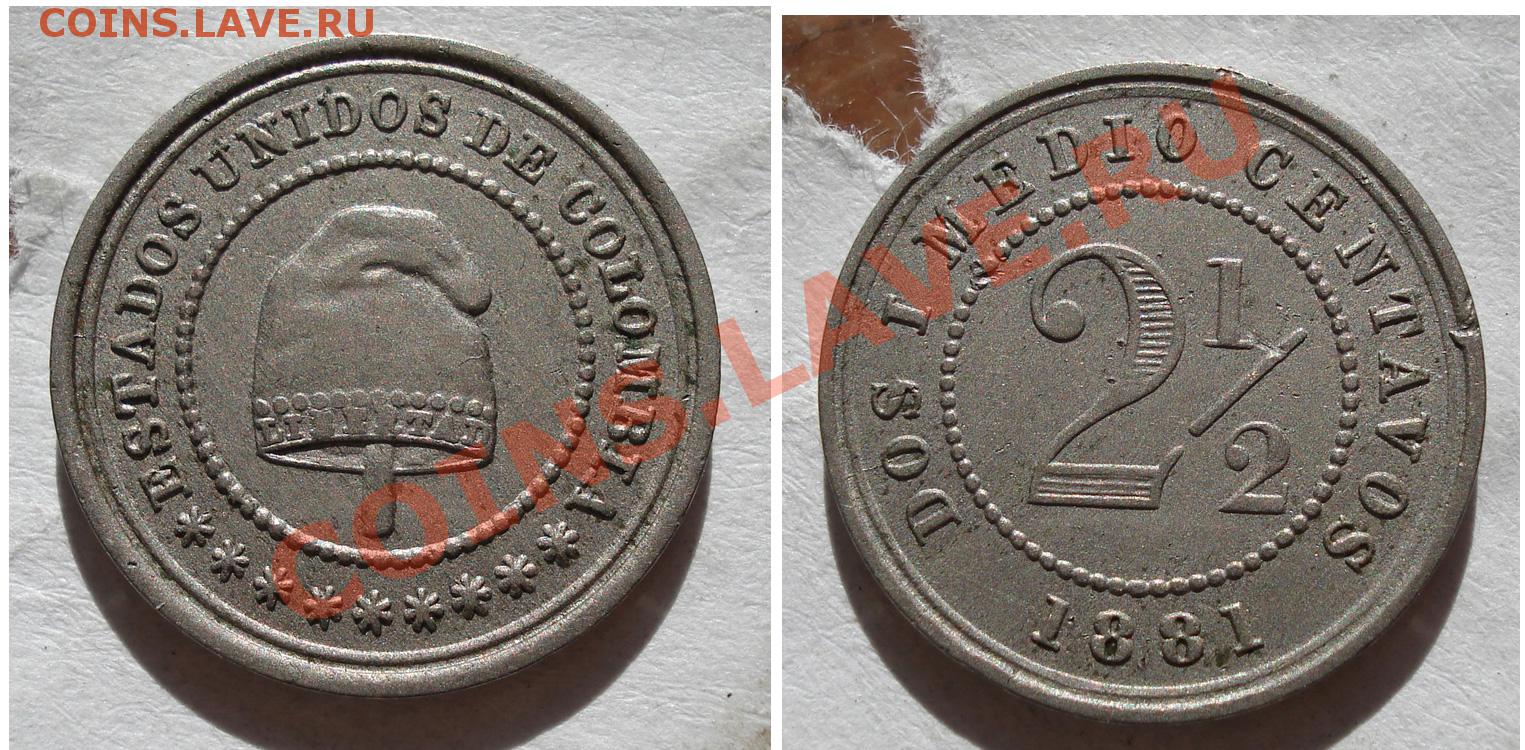 COINS.LAVE.RU
ESTADOS UNIDOS DE COLOMBIA
LIBERTAD
DOS I MEDIO CENTAVOS
2 1/2
1881
COINS.LAVE.RU